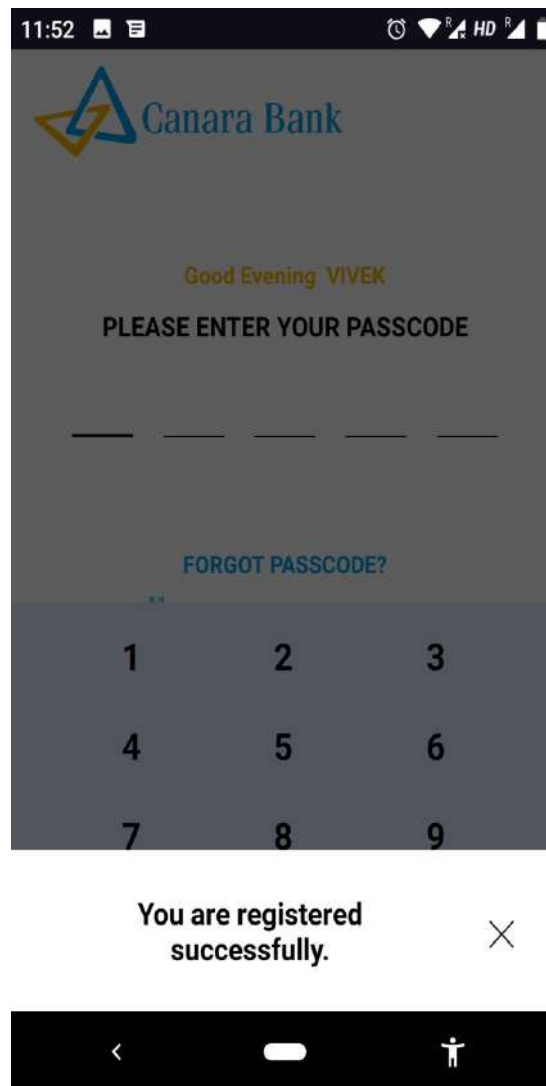 11:52
R
HD
R
Canara Bank
Good Evening VIVEK
PLEASE ENTER YOUR PASSCODE
FORGOT PASSCODE?
1 2 3
4 5 6
7 8 9
You are registered
successfully.